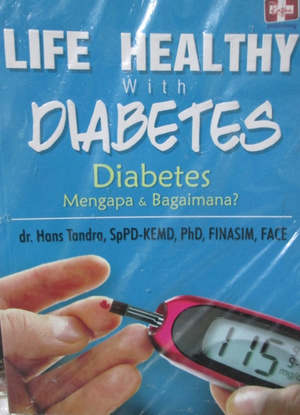 LIFE HEALTHY
With
DIABETES
Diabetes
Mengapa & Bagaimana?
dr. Hans Tandra, SpPD-KEMD, PhD, FINASIM, FACE
115